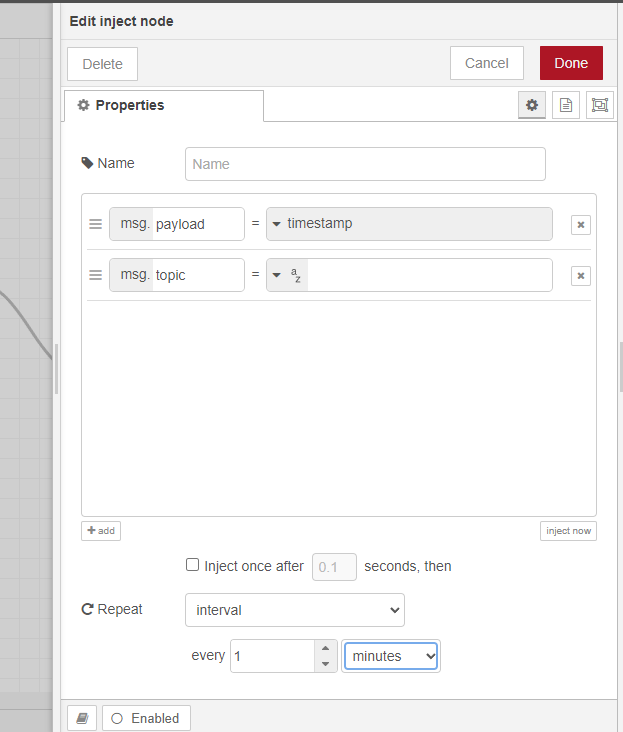 Edit inject node
Delete Cancel Done
Properties
Name Name
msg. payload = timestamp
msg. topic = a z
+ add inject now
Inject once after 0.1 seconds, then
Repeat interval
every 1 minutes
Enabled